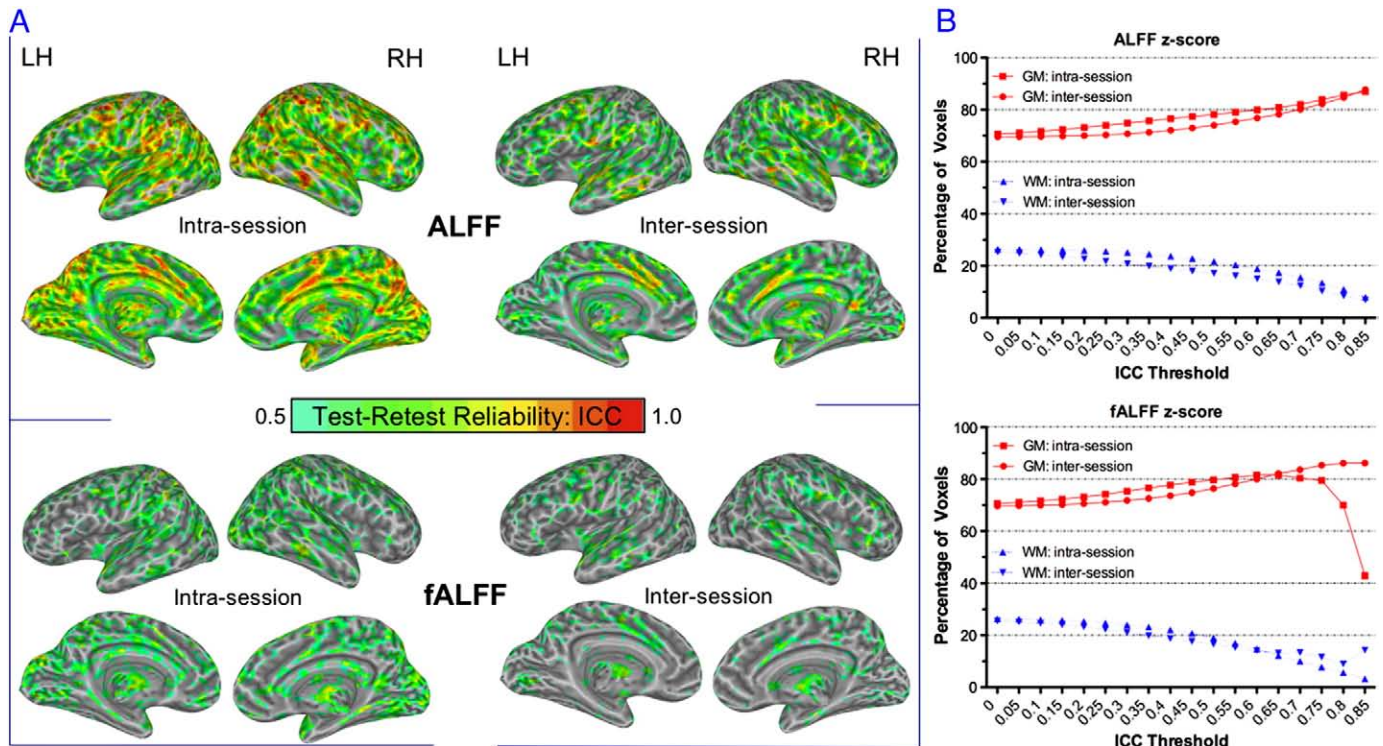 A
LH RH LH RH
Intra-session ALFF Inter-session
0.5 Test-Retest Reliability: ICC 1.0
Intra-session fALFF Inter-session
B
ALFF z-score
Percentage of Voxels
100
80
60
40
20
0
GM: intra-session
GM: inter-session
WM: intra-session
WM: inter-session
0 0.05 0.1 0.15 0.2 0.25 0.3 0.35 0.4 0.45 0.5 0.55 0.6 0.65 0.7 0.75 0.8 0.85
ICC Threshold
fALFF z-score
Percentage of Voxels
100
80
60
40
20
0
GM: intra-session
GM: inter-session
WM: intra-session
WM: inter-session
0 0.05 0.1 0.15 0.2 0.25 0.3 0.35 0.4 0.45 0.5 0.55 0.6 0.65 0.7 0.75 0.8 0.85
ICC Threshold